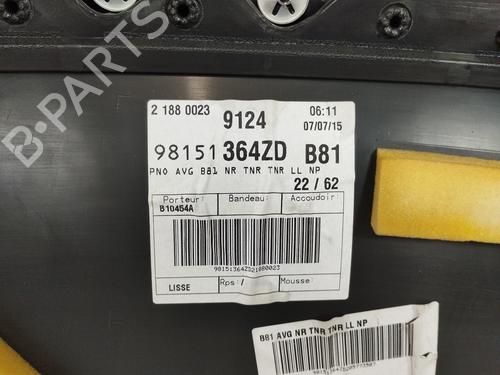 2 188 0023 9124 06:11
07/07/15
98151 364ZD B81
PNO AVG B81 NR TNR TNR LL NP
22 / 62
Porteur: Bandeau: Accoudoir:
B10454A
98151364ZD21880023
LISSE Rps: / Mousse:
B81 AVG NR TNR TNR LL NP
B-PARTS